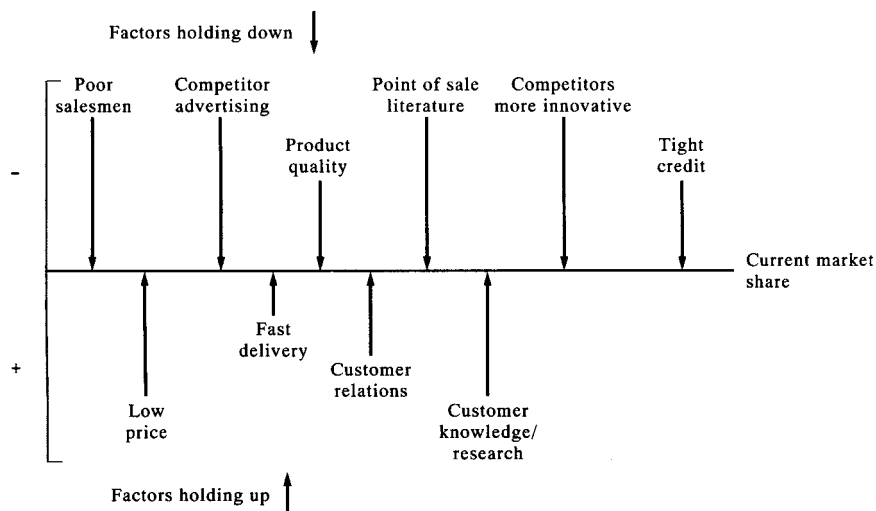 Factors holding down
Poor
salesmen
Competitor
advertising
Point of sale
literature
Competitors
more innovative
Product
quality
Tight
credit
-
Current market
share
Fast
delivery
+
Customer
relations
Low
price
Customer
knowledge/
research
Factors holding up